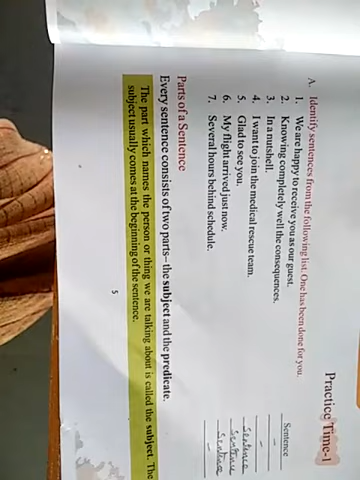 Practice Time-1
A. Identify sentences from the following list. One has been done for you.
1. We are happy to receive you as our guest. Sentence
2. Knowing completely well the consequences. –
3. In a nutshell. –
4. I want to join the medical rescue team. Sentence
5. Glad to see you. Sentence
6. My flight arrived just now. Sentence
7. Several hours behind schedule. –
Parts of a Sentence
Every sentence consists of two parts– the subject and the predicate.
The part which names the person or thing we are talking about is called the subject. The
subject usually comes at the beginning of the sentence.
5